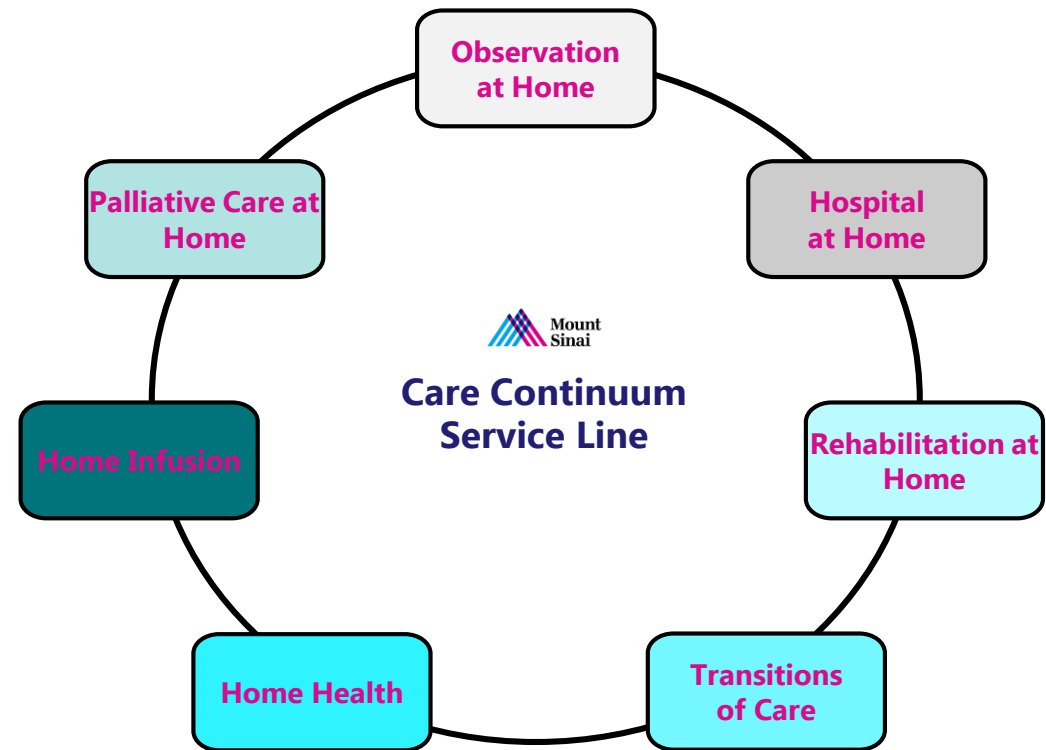 Observation
at Home
Palliative Care at
Home
Hospital
at Home
Mount
Sinai
Care Continuum
Service Line
Home Infusion
Rehabilitation at
Home
Home Health
Transitions
of Care